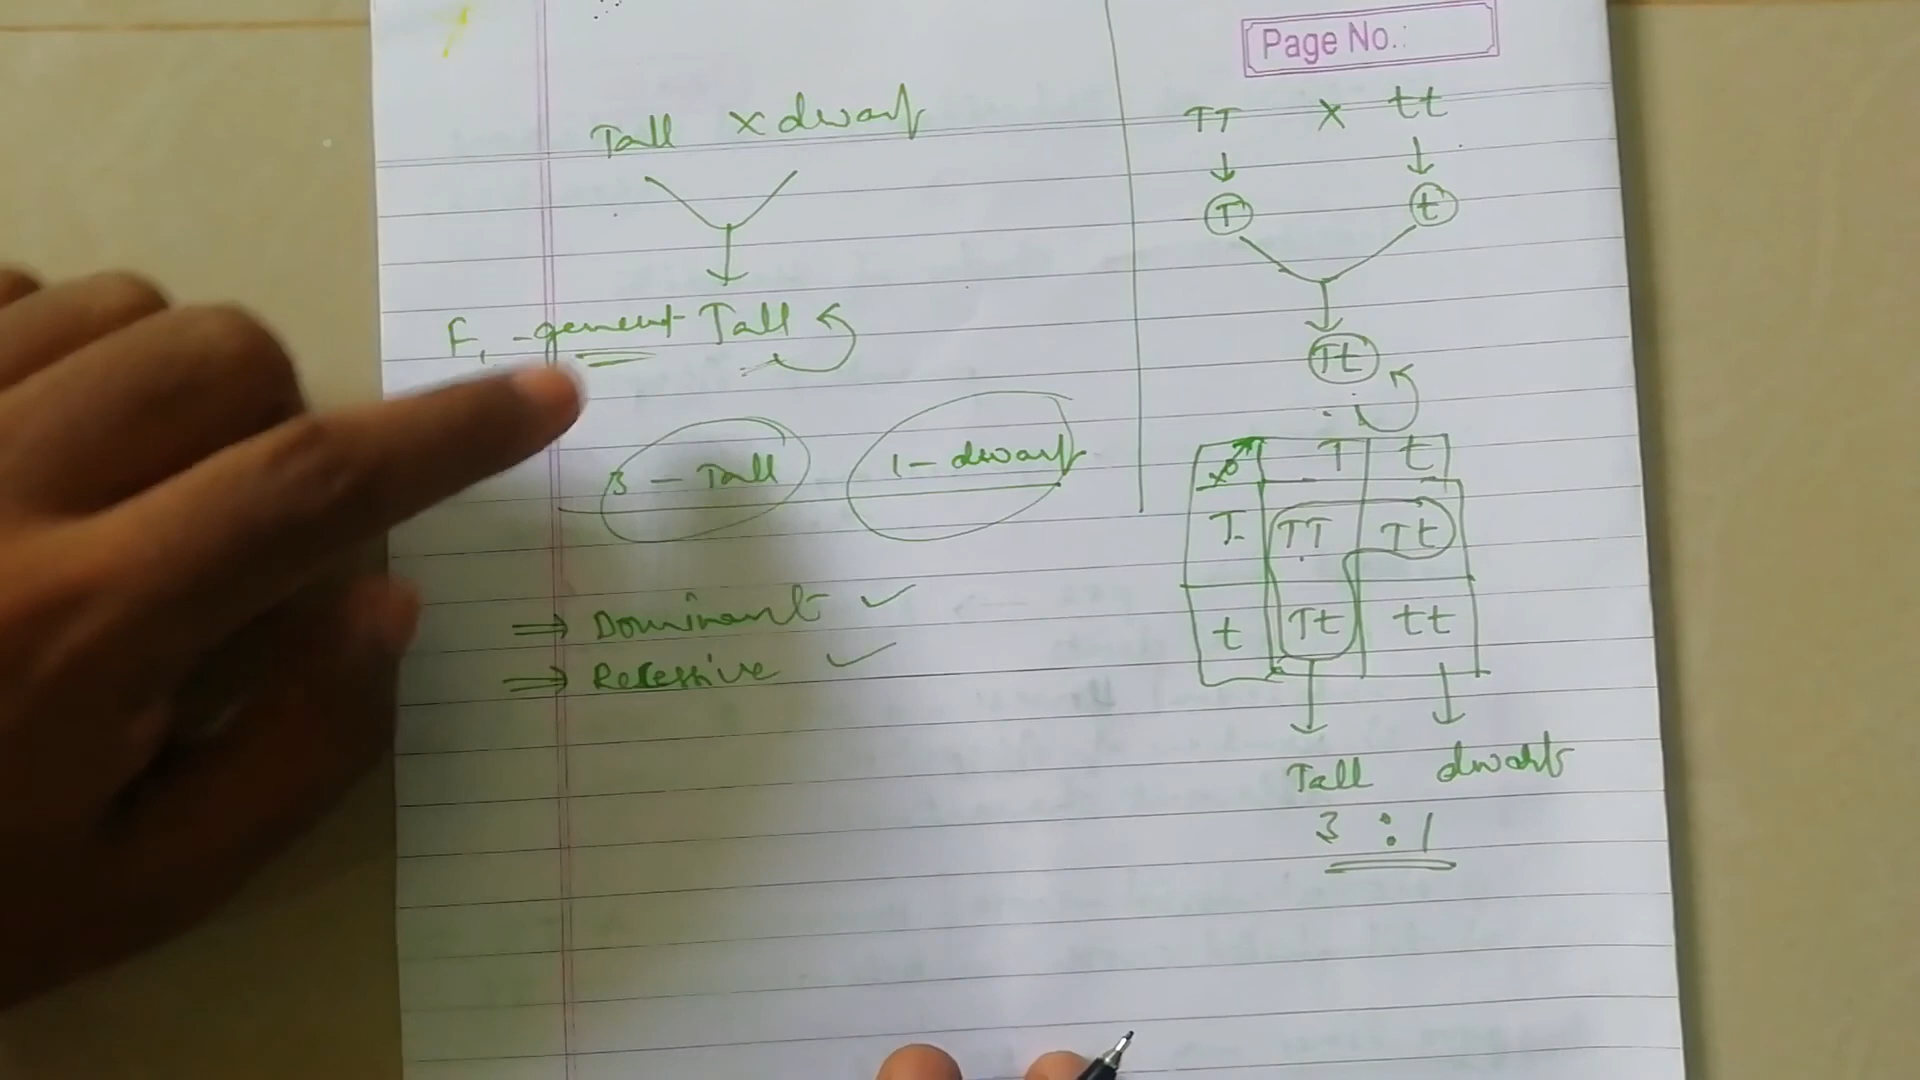 Page No.:
Tall x dwarf
F1 - generat Tall
3 - Tall 1 - dwarf
⇒ Dominant ✓
⇒ Recessive ✓
TT x tt
T t
Tt
T t
T TT Tt
t Tt tt
Tall dwarf
3 : 1